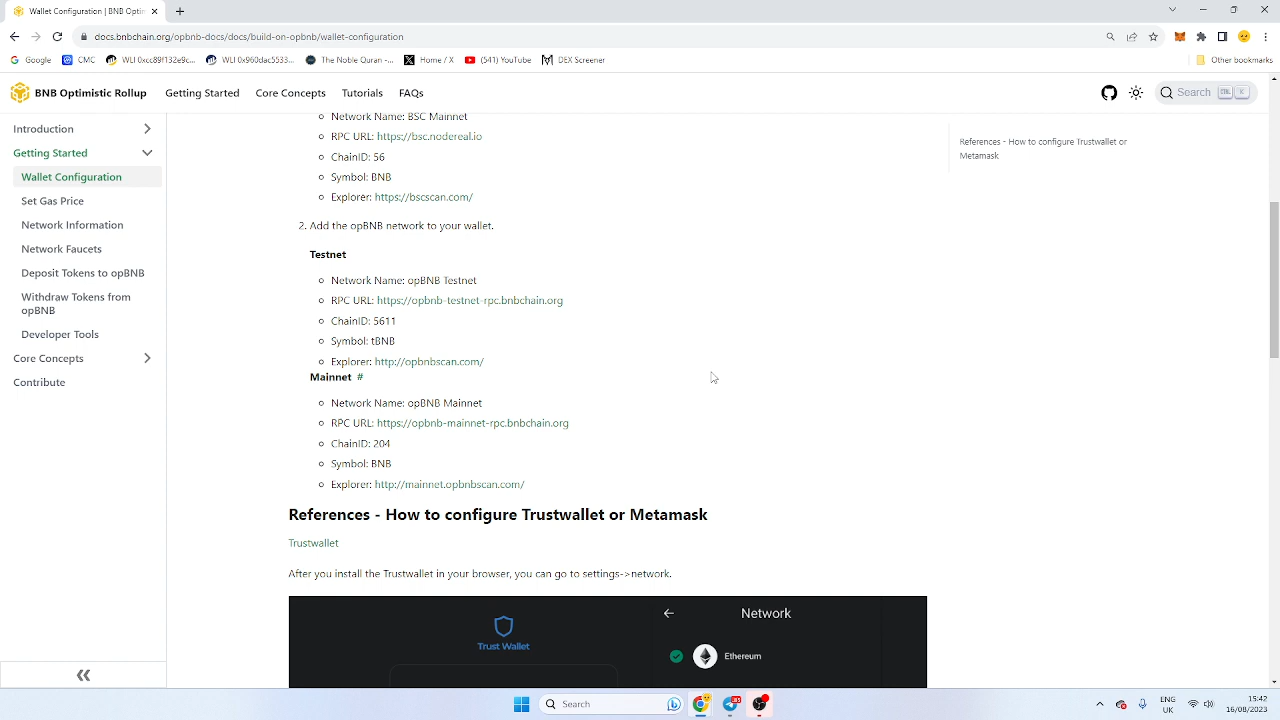 Wallet Configuration | BNB Opti
docs.bnbchain.org/opbnb-docs/docs/build-on-opbnb/wallet-configuration
Google CMC WLI 0xcc89f132e9c... WLI 0x960dac5533... The Noble Quran -... Home / X (541) YouTube DEX Screener Other bookmarks
BNB Optimistic Rollup Getting Started Core Concepts Tutorials FAQs Search
Introduction
Getting Started
Wallet Configuration
Set Gas Price
Network Information
Network Faucets
Deposit Tokens to opBNB
Withdraw Tokens from
opBNB
Developer Tools
Core Concepts
Contribute
Network Name: BSC Mainnet
RPC URL: https://bsc.nodereal.io
ChainID: 56
Symbol: BNB
Explorer: https://bscscan.com/
2. Add the opBNB network to your wallet.
Testnet
Network Name: opBNB Testnet
RPC URL: https://opbnb-testnet-rpc.bnbchain.org
ChainID: 5611
Symbol: tBNB
Explorer: http://opbnbscan.com/
Mainnet #
Network Name: opBNB Mainnet
RPC URL: https://opbnb-mainnet-rpc.bnbchain.org
ChainID: 204
Symbol: BNB
Explorer: http://mainnet.opbnbscan.com/
References - How to configure Trustwallet or Metamask
Trustwallet
After you install the Trustwallet in your browser, you can go to settings->network.
Trust Wallet
Network
Ethereum
References - How to configure Trustwallet or
Metamask
Search
ENG
UK
15:42
16/08/2023